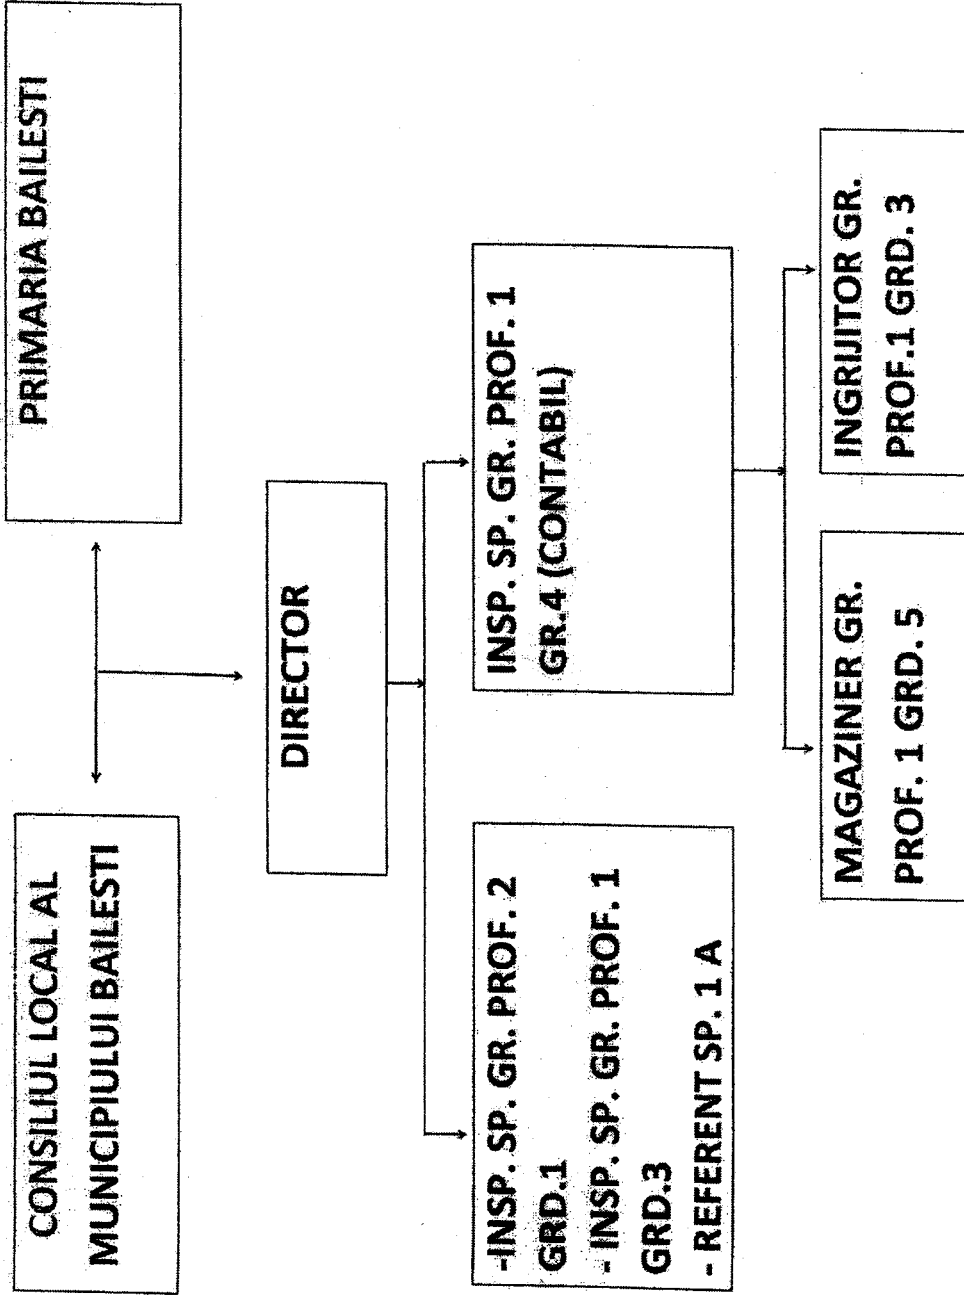 CONSILIUL LOCAL AL
MUNICIPIULUI BAILESTI
PRIMARIA BAILESTI
DIRECTOR
-INSP. SP. GR. PROF. 2
GRD.1
- INSP. SP. GR. PROF. 1
GRD.3
- REFERENT SP. 1 A
INSP. SP. GR. PROF. 1
GR.4 (CONTABIL)
MAGAZINER GR.
PROF. 1 GRD. 5
INGRIJITOR GR.
PROF.1 GRD. 3